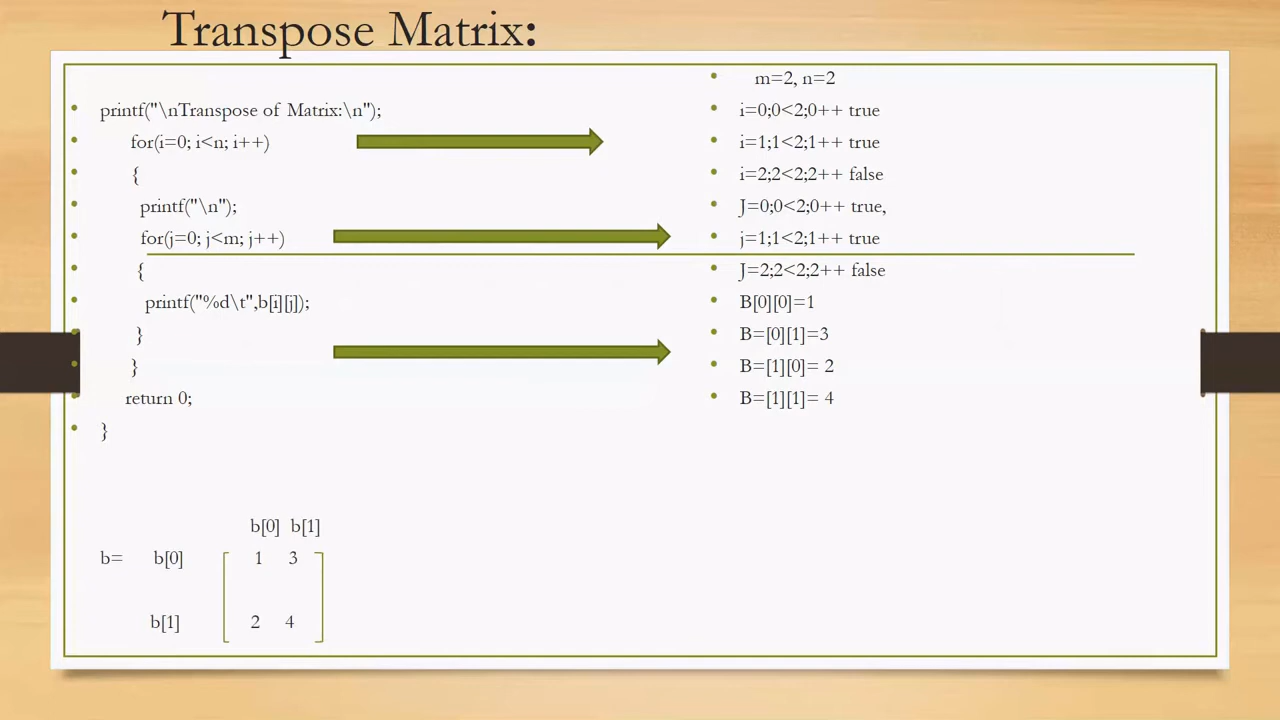 Transpose Matrix:
printf("\nTranspose of Matrix:\n");
for(i=0; i<n; i++)
{
printf("\n");
for(j=0; j<m; j++)
{
printf("%d\t",b[i][j]);
}
}
return 0;
}
b[0] b[1]
b= b[0] 1 3
b[1] 2 4
m=2, n=2
i=0;0<2;0++ true
i=1;1<2;1++ true
i=2;2<2;2++ false
J=0;0<2;0++ true,
j=1;1<2;1++ true
J=2;2<2;2++ false
B[0][0]=1
B=[0][1]=3
B=[1][0]= 2
B=[1][1]= 4